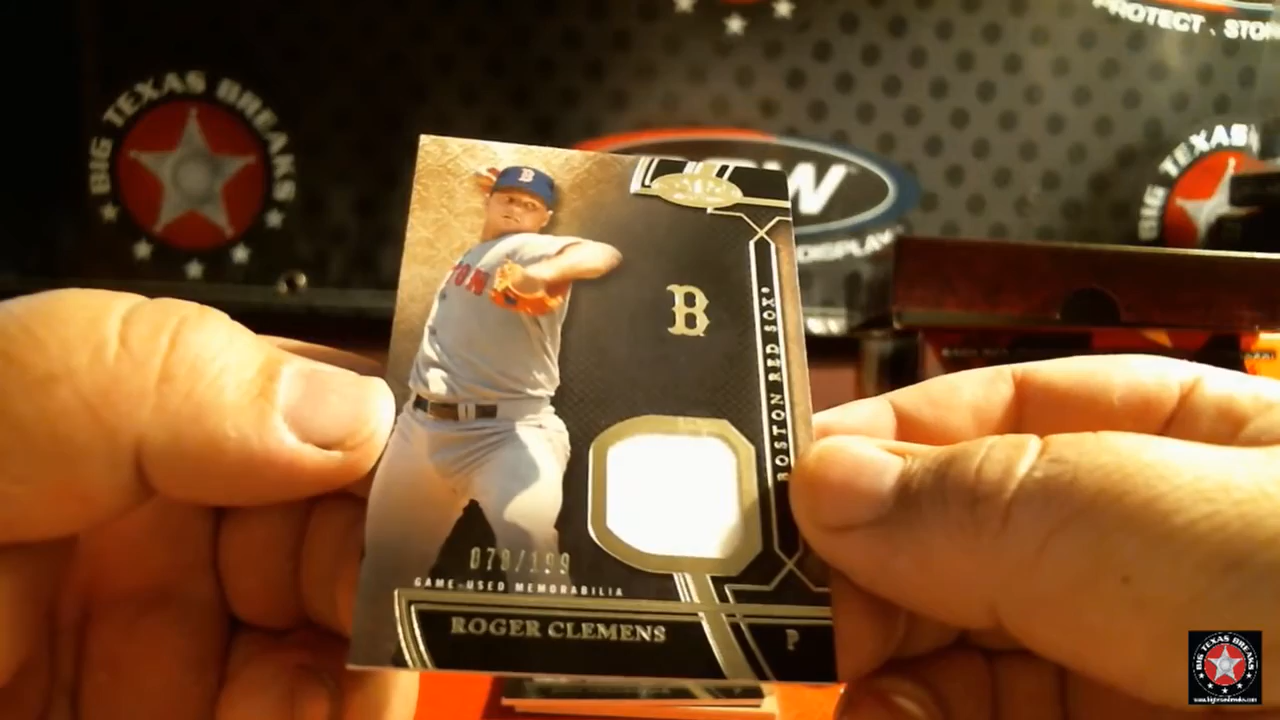 BIG TEXAS BREAKS
PROTECT . STOR
BIG TEXAS
W
DISPLAY
B
TON
B
BOSTON RED SOX®
079/199
GAME-USED MEMORABILIA
ROGER CLEMENS
P
BIG TEXAS BREAKS